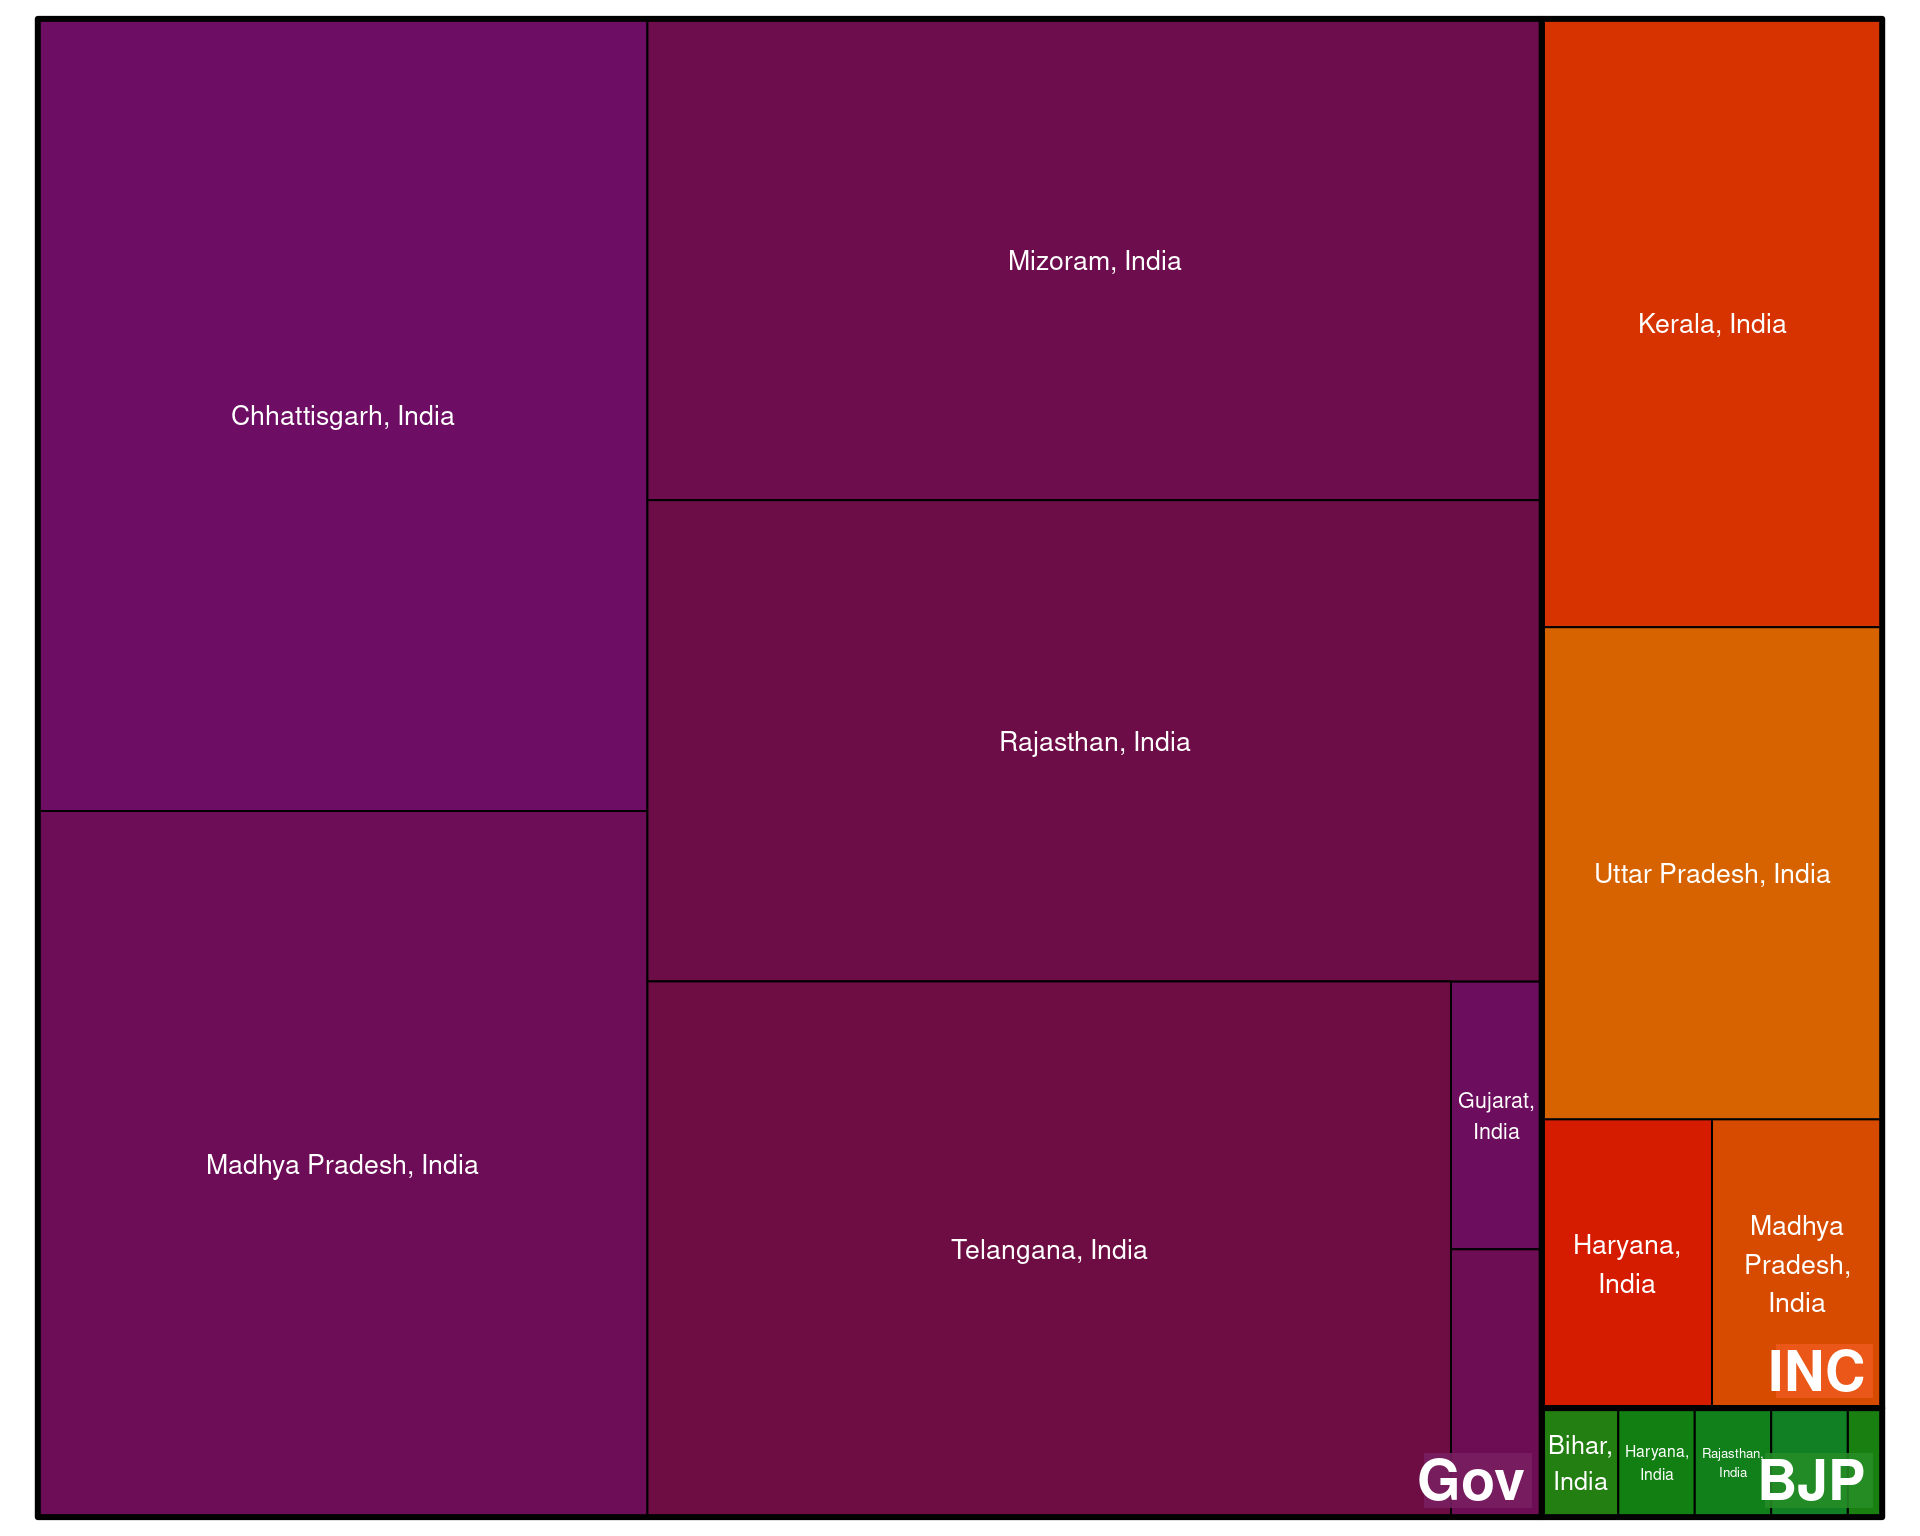 Chhattisgarh, India
Madhya Pradesh, India
Mizoram, India
Rajasthan, India
Telangana, India
Gujarat,
India
Gov
Kerala, India
Uttar Pradesh, India
Haryana,
India
Madhya
Pradesh,
India
INC
Bihar,
India
Haryana,
India
Rajasthan,
India
BJP